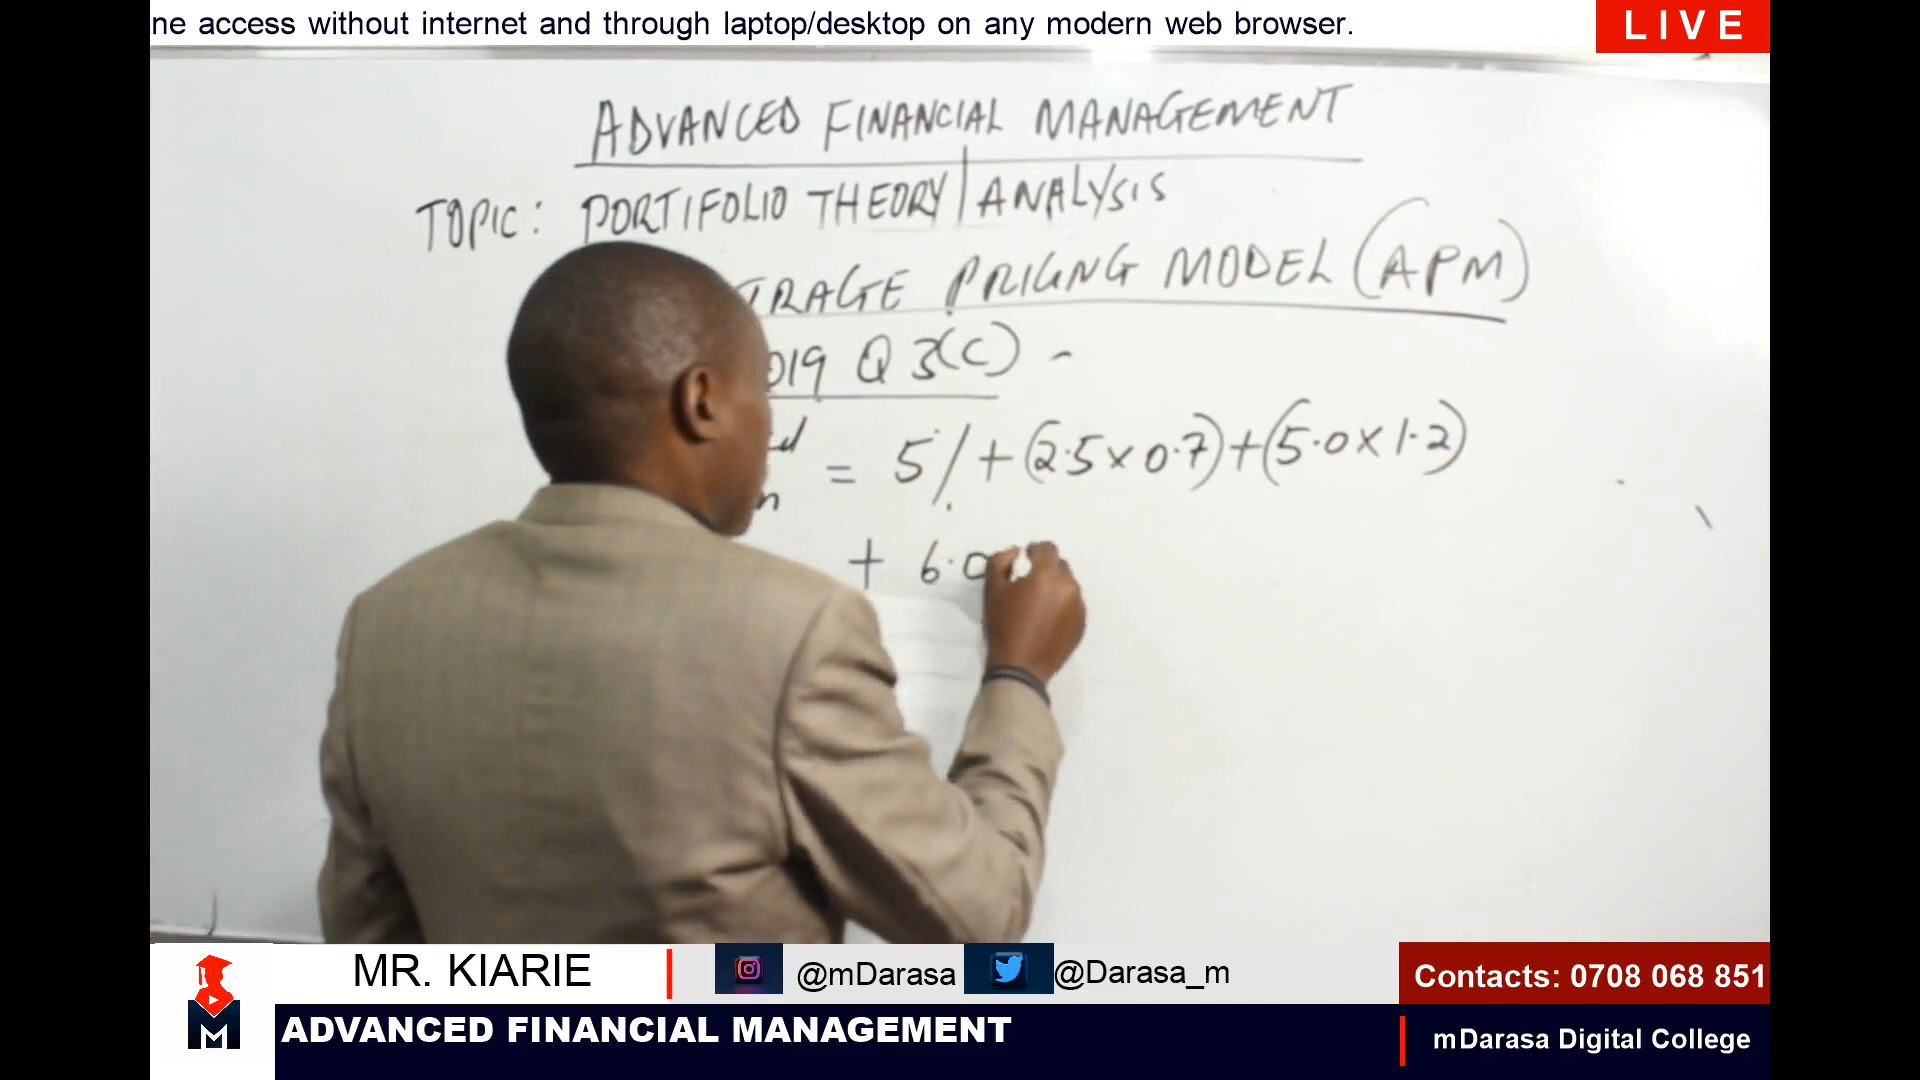 ne access without internet and through laptop/desktop on any modern web browser.
LIVE
ADVANCED FINANCIAL MANAGEMENT
TOPIC: PORTIFOLIO THEORY/ANALYSIS
TRAGE PRICING MODEL (APM)
019 Q 3(C) -
= 5% + (2.5 x 0.7) + (5.0 x 1.2)
+ 6.0
MR. KIARIE
@mDarasa
@Darasa_m
Contacts: 0708 068 851
M
ADVANCED FINANCIAL MANAGEMENT
mDarasa Digital College